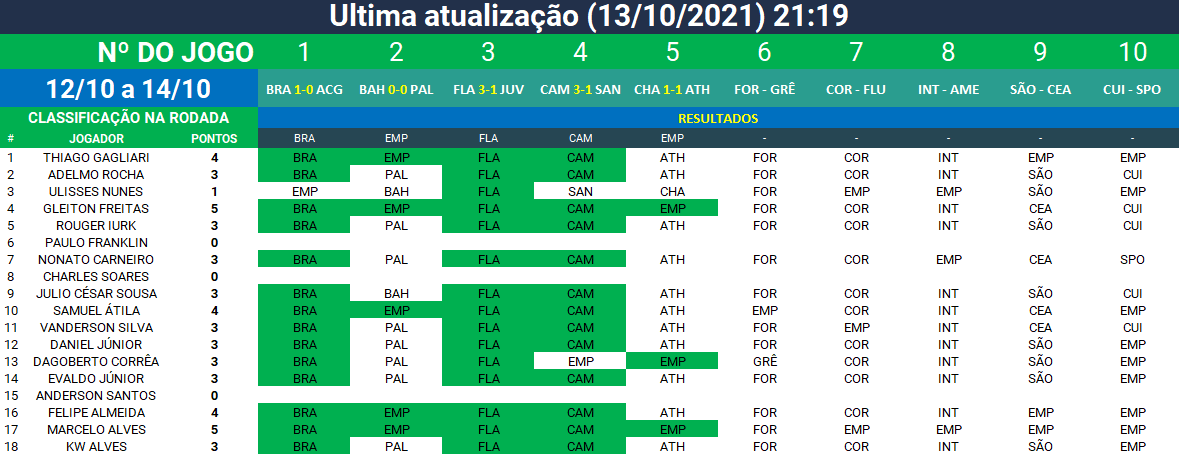 Ultima atualização (13/10/2021) 21:19
Nº DO JOGO 1 2 3 4 5 6 7 8 9 10
12/10 a 14/10 BRA 1-0 ACG BAH 0-0 PAL FLA 3-1 JUV CAM 3-1 SAN CHA 1-1 ATH FOR - GRÊ COR - FLU INT - AME SÃO - CEA CUI - SPO
CLASSIFICAÇÃO NA RODADA RESULTADOS
# JOGADOR PONTOS BRA EMP FLA CAM EMP - - - - -
1 THIAGO GAGLIARI 4 BRA EMP FLA CAM ATH FOR COR INT EMP EMP
2 ADELMO ROCHA 3 BRA PAL FLA CAM ATH FOR COR INT SÃO CUI
3 ULISSES NUNES 1 EMP BAH FLA SAN CHA FOR EMP EMP SÃO EMP
4 GLEITON FREITAS 5 BRA EMP FLA CAM EMP FOR COR INT CEA CUI
5 ROUGER IURK 3 BRA PAL FLA CAM ATH FOR COR INT SÃO CUI
6 PAULO FRANKLIN 0
7 NONATO CARNEIRO 3 BRA PAL FLA CAM ATH FOR COR EMP CEA SPO
8 CHARLES SOARES 0
9 JULIO CÉSAR SOUSA 3 BRA BAH FLA CAM ATH FOR COR INT SÃO CUI
10 SAMUEL ÁTILA 4 BRA EMP FLA CAM ATH EMP COR INT CEA EMP
11 VANDERSON SILVA 3 BRA PAL FLA CAM ATH FOR EMP INT CEA CUI
12 DANIEL JÚNIOR 3 BRA PAL FLA CAM ATH FOR COR INT SÃO EMP
13 DAGOBERTO CORRÊA 3 BRA PAL FLA EMP EMP GRÊ COR INT SÃO EMP
14 EVALDO JÚNIOR 3 BRA PAL FLA CAM ATH FOR COR INT SÃO EMP
15 ANDERSON SANTOS 0
16 FELIPE ALMEIDA 4 BRA EMP FLA CAM ATH FOR COR INT EMP EMP
17 MARCELO ALVES 5 BRA EMP FLA CAM EMP FOR EMP EMP EMP EMP
18 KW ALVES 3 BRA PAL FLA CAM ATH FOR COR INT SÃO EMP